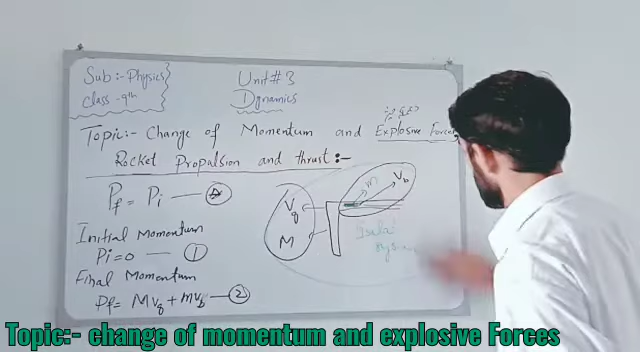 Sub:- Physics
Class - 9th
Unit # 3
Dynamics
Topic:- Change of Momentum and Explosive Forces,
Rocket Propulsion and thrust:-
Pf = Pi
Initial Momentum
Pi = 0 — ①
Final Momentum
Pf = MVg + mVb — ②
Vg
M
m
Vb
System
Topic:- change of momentum and explosive Forces